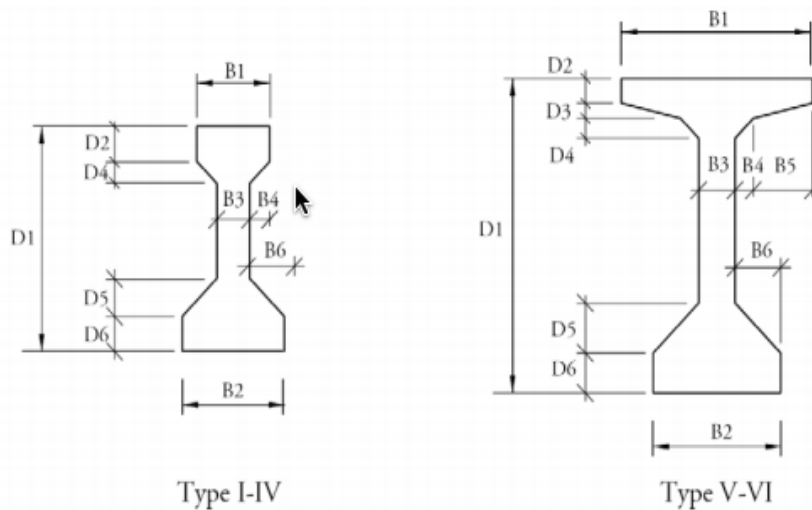 B1
D2
D4
B3 B4
D1
B6
D5
D6
B2
Type I-IV
B1
D2
D3
D4
B3 B4 B5
D1
B6
D5
D6
B2
Type V-VI